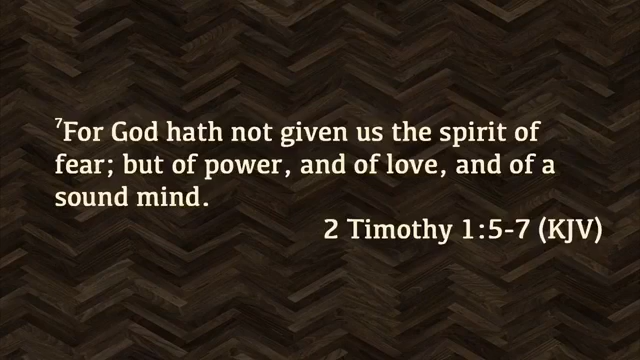 ⁷For God hath not given us the spirit of
fear; but of power, and of love, and of a
sound mind.
2 Timothy 1:5-7 (KJV)